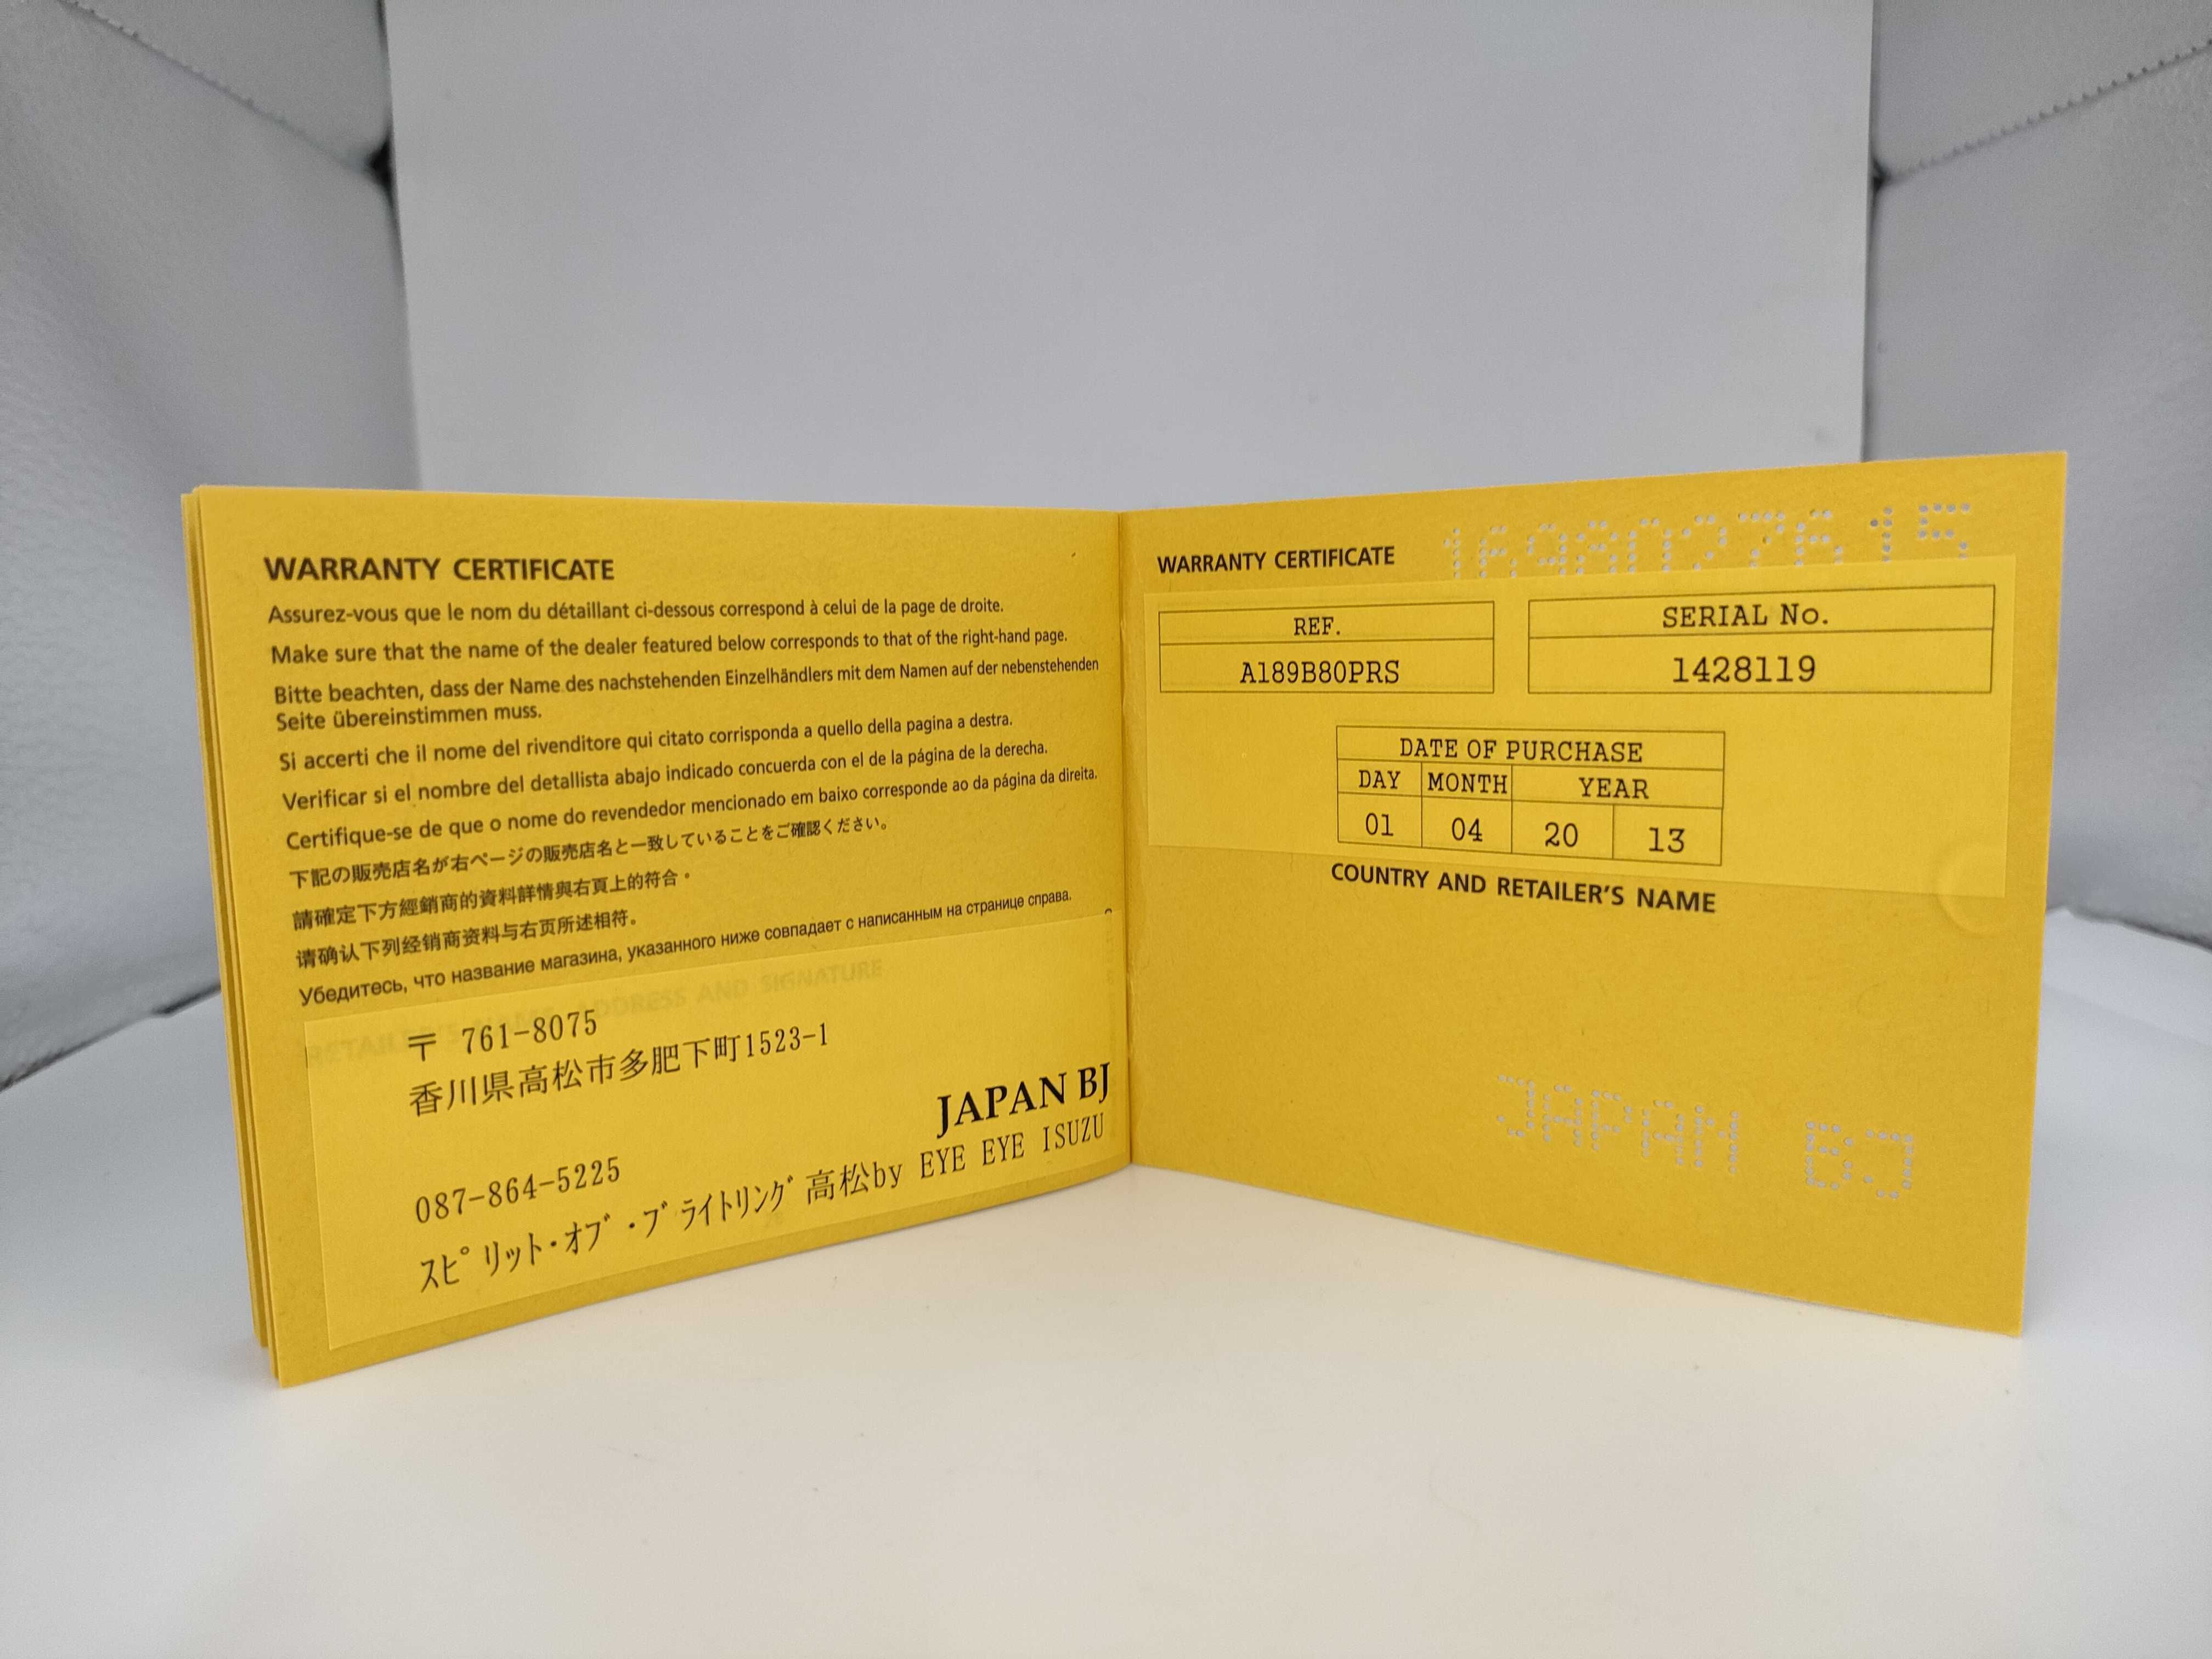 WARRANTY CERTIFICATE
Assurez-vous que le nom du détaillant ci-dessous correspond à celui de la page de droite.
Make sure that the name of the dealer featured below corresponds to that of the right-hand page.
Bitte beachten, dass der Name des nachstehenden Einzelhändlers mit dem Namen auf der nebenstehenden
Seite übereinstimmen muss.
Si accerti che il nome del rivenditore qui citato corrisponda a quello della pagina a destra.
Verificar si el nombre del detallista abajo indicado concuerda con el de la página de la derecha.
Certifique-se de que o nome do revendedor mencionado em baixo corresponde ao da página da direita.
下記の販売店名が右ページの販売店名と一致していることをご確認ください。
請確定下方經銷商的資料詳情與右頁上的符合。
请确认下列经销商资料与右页所述相符。
Убедитесь, что название магазина, указанного ниже совпадает с написанным на странице справа.
ADDRESS AND SIGNATURE
〒 761-8075
香川県高松市多肥下町1523-1
JAPAN BJ
087-864-5225
スピリット・オブ・ブライトリング高松by EYE EYE ISUZU
WARRANTY CERTIFICATE
1698027615
REF.
A189B80PRS
SERIAL No.
1428119
DATE OF PURCHASE
DAY MONTH YEAR
01 04 20 13
COUNTRY AND RETAILER'S NAME
JAPAN BJ